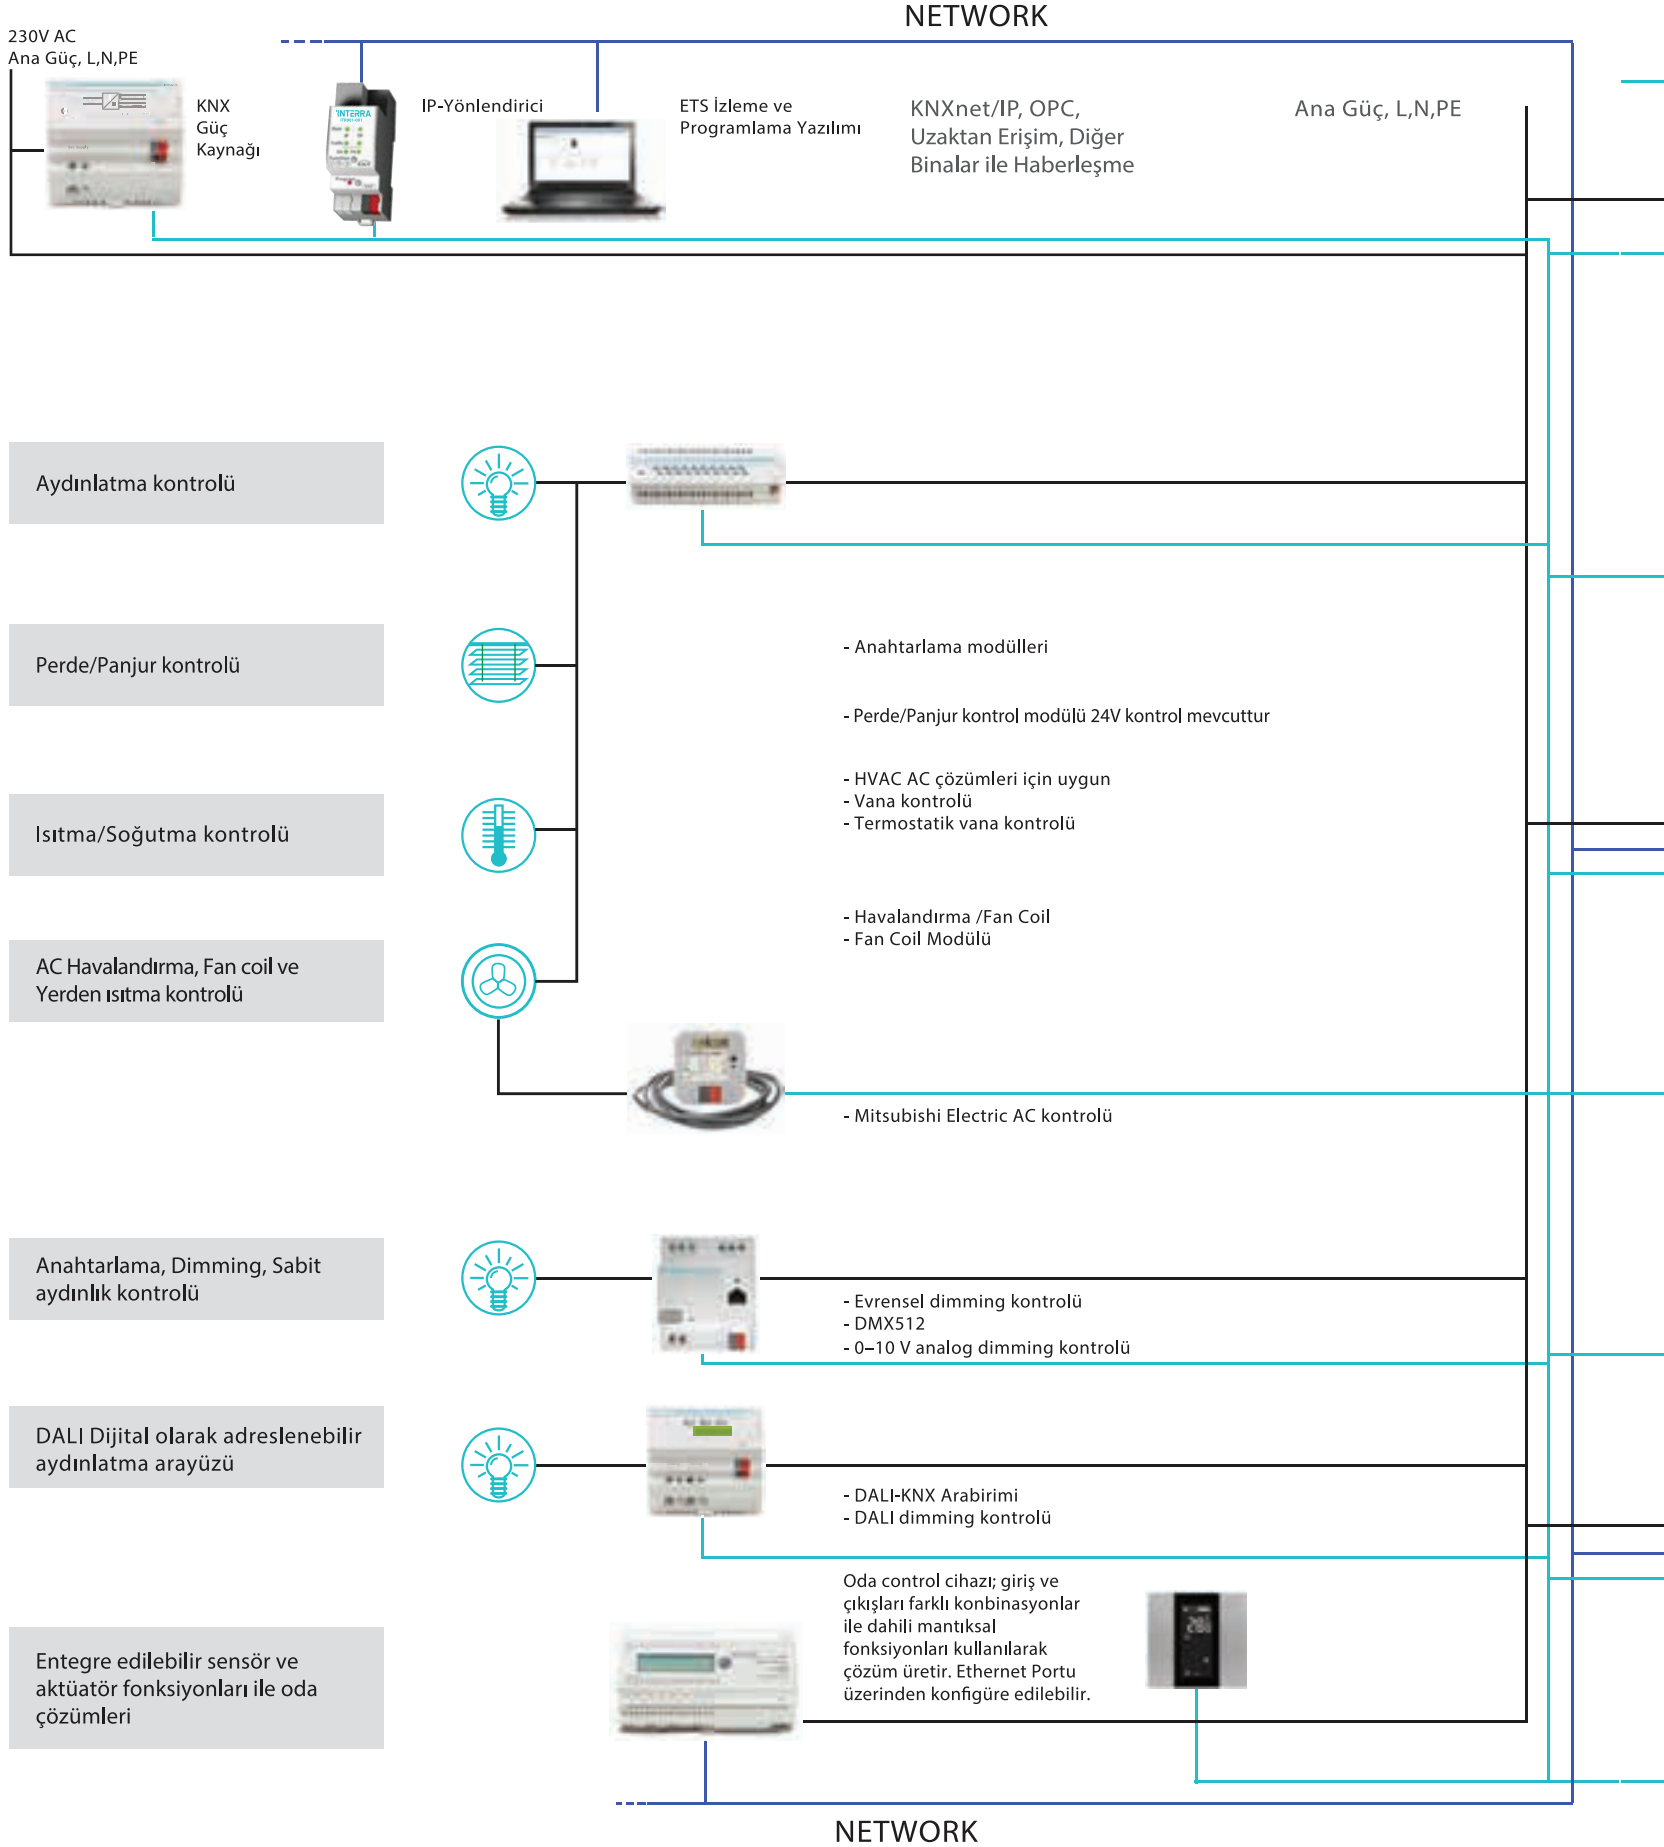 NETWORK
230V AC
Ana Güç, L,N,PE
KNX
Güç
Kaynağı
INTERRA
IP-Yönlendirici
ETS İzleme ve
Programlama Yazılımı
KNXnet/IP, OPC,
Uzaktan Erişim, Diğer
Binalar ile Haberleşme
Ana Güç, L,N,PE
Aydınlatma kontrolü
Perde/Panjur kontrolü
- Anahtarlama modülleri
- Perde/Panjur kontrol modülü 24V kontrol mevcuttur
Isıtma/Soğutma kontrolü
- HVAC AC çözümleri için uygun
- Vana kontrolü
- Termostatik vana kontrolü
AC Havalandırma, Fan coil ve
Yerden ısıtma kontrolü
- Havalandırma /Fan Coil
- Fan Coil Modülü
- Mitsubishi Electric AC kontrolü
Anahtarlama, Dimming, Sabit
aydınlık kontrolü
- Evrensel dimming kontrolü
- DMX512
- 0–10 V analog dimming kontrolü
DALI Dijital olarak adreslenebilir
aydınlatma arayüzü
- DALI-KNX Arabirimi
- DALI dimming kontrolü
Entegre edilebilir sensör ve
aktüatör fonksiyonları ile oda
çözümleri
Oda control cihazı; giriş ve
çıkışları farklı konbinasyonlar
ile dahili mantıksal
fonksiyonları kullanılarak
çözüm üretir. Ethernet Portu
üzerinden konfigüre edilebilir.
NETWORK